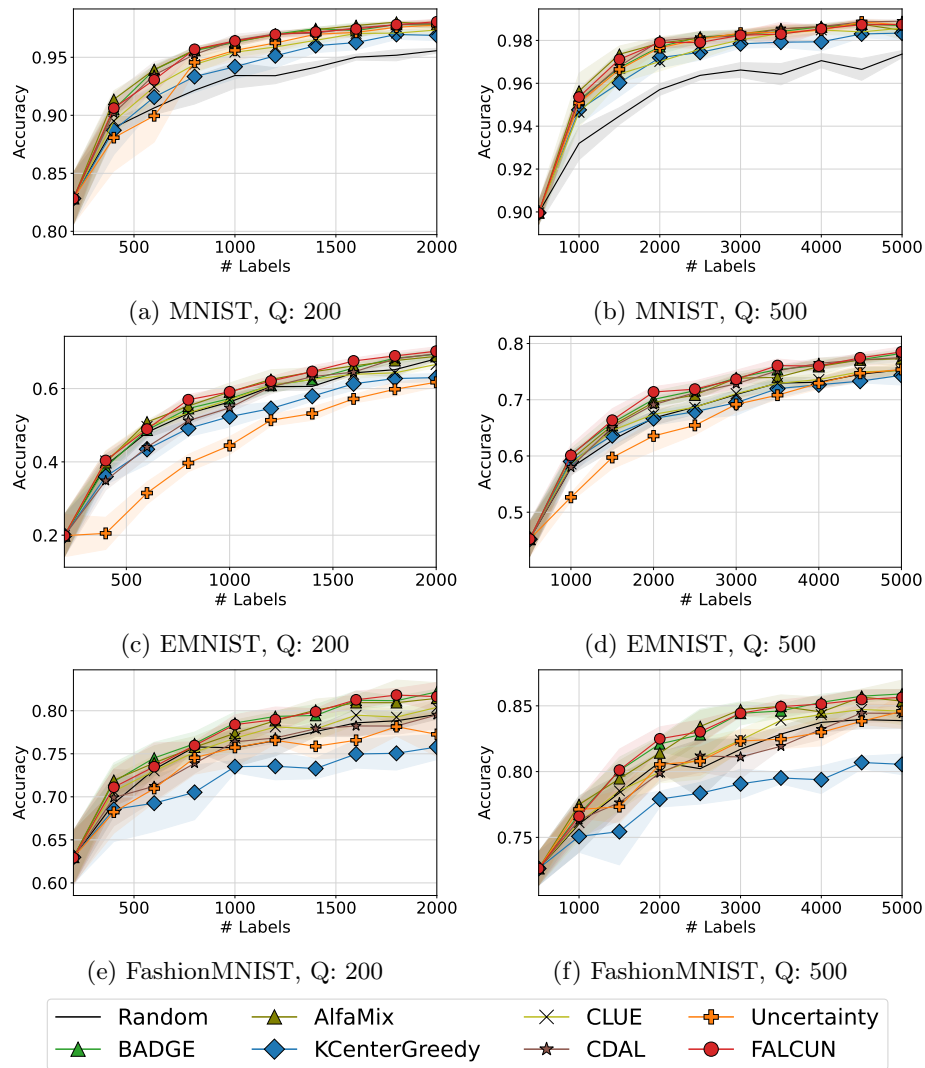 0.95
0.90
0.85
0.80
Accuracy
500 1000 1500 2000
# Labels
(a) MNIST, Q: 200
0.98
0.96
0.94
0.92
0.90
Accuracy
1000 2000 3000 4000 5000
# Labels
(b) MNIST, Q: 500
0.6
0.4
0.2
Accuracy
500 1000 1500 2000
# Labels
(c) EMNIST, Q: 200
0.8
0.7
0.6
0.5
Accuracy
1000 2000 3000 4000 5000
# Labels
(d) EMNIST, Q: 500
0.80
0.75
0.70
0.65
0.60
Accuracy
500 1000 1500 2000
# Labels
(e) FashionMNIST, Q: 200
0.85
0.80
0.75
Accuracy
1000 2000 3000 4000 5000
# Labels
(f) FashionMNIST, Q: 500
Random AlfaMix CLUE Uncertainty
BADGE KCenterGreedy CDAL FALCUN